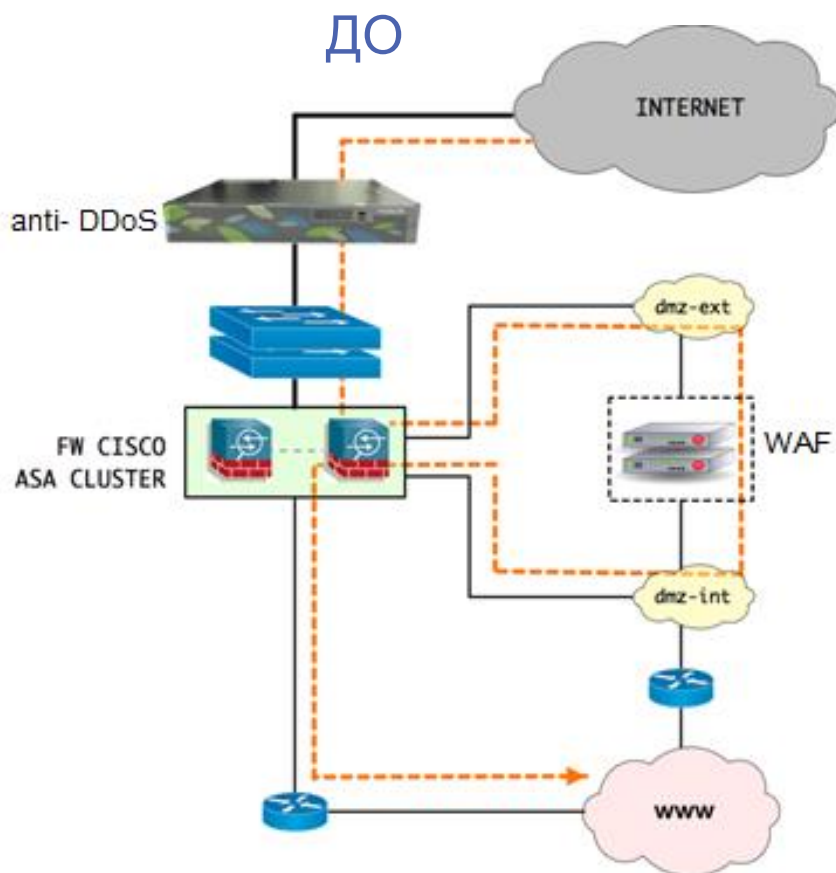 ДО
INTERNET
anti- DDoS
dmz-ext
FW CISCO
ASA CLUSTER
WAF
dmz-int
www